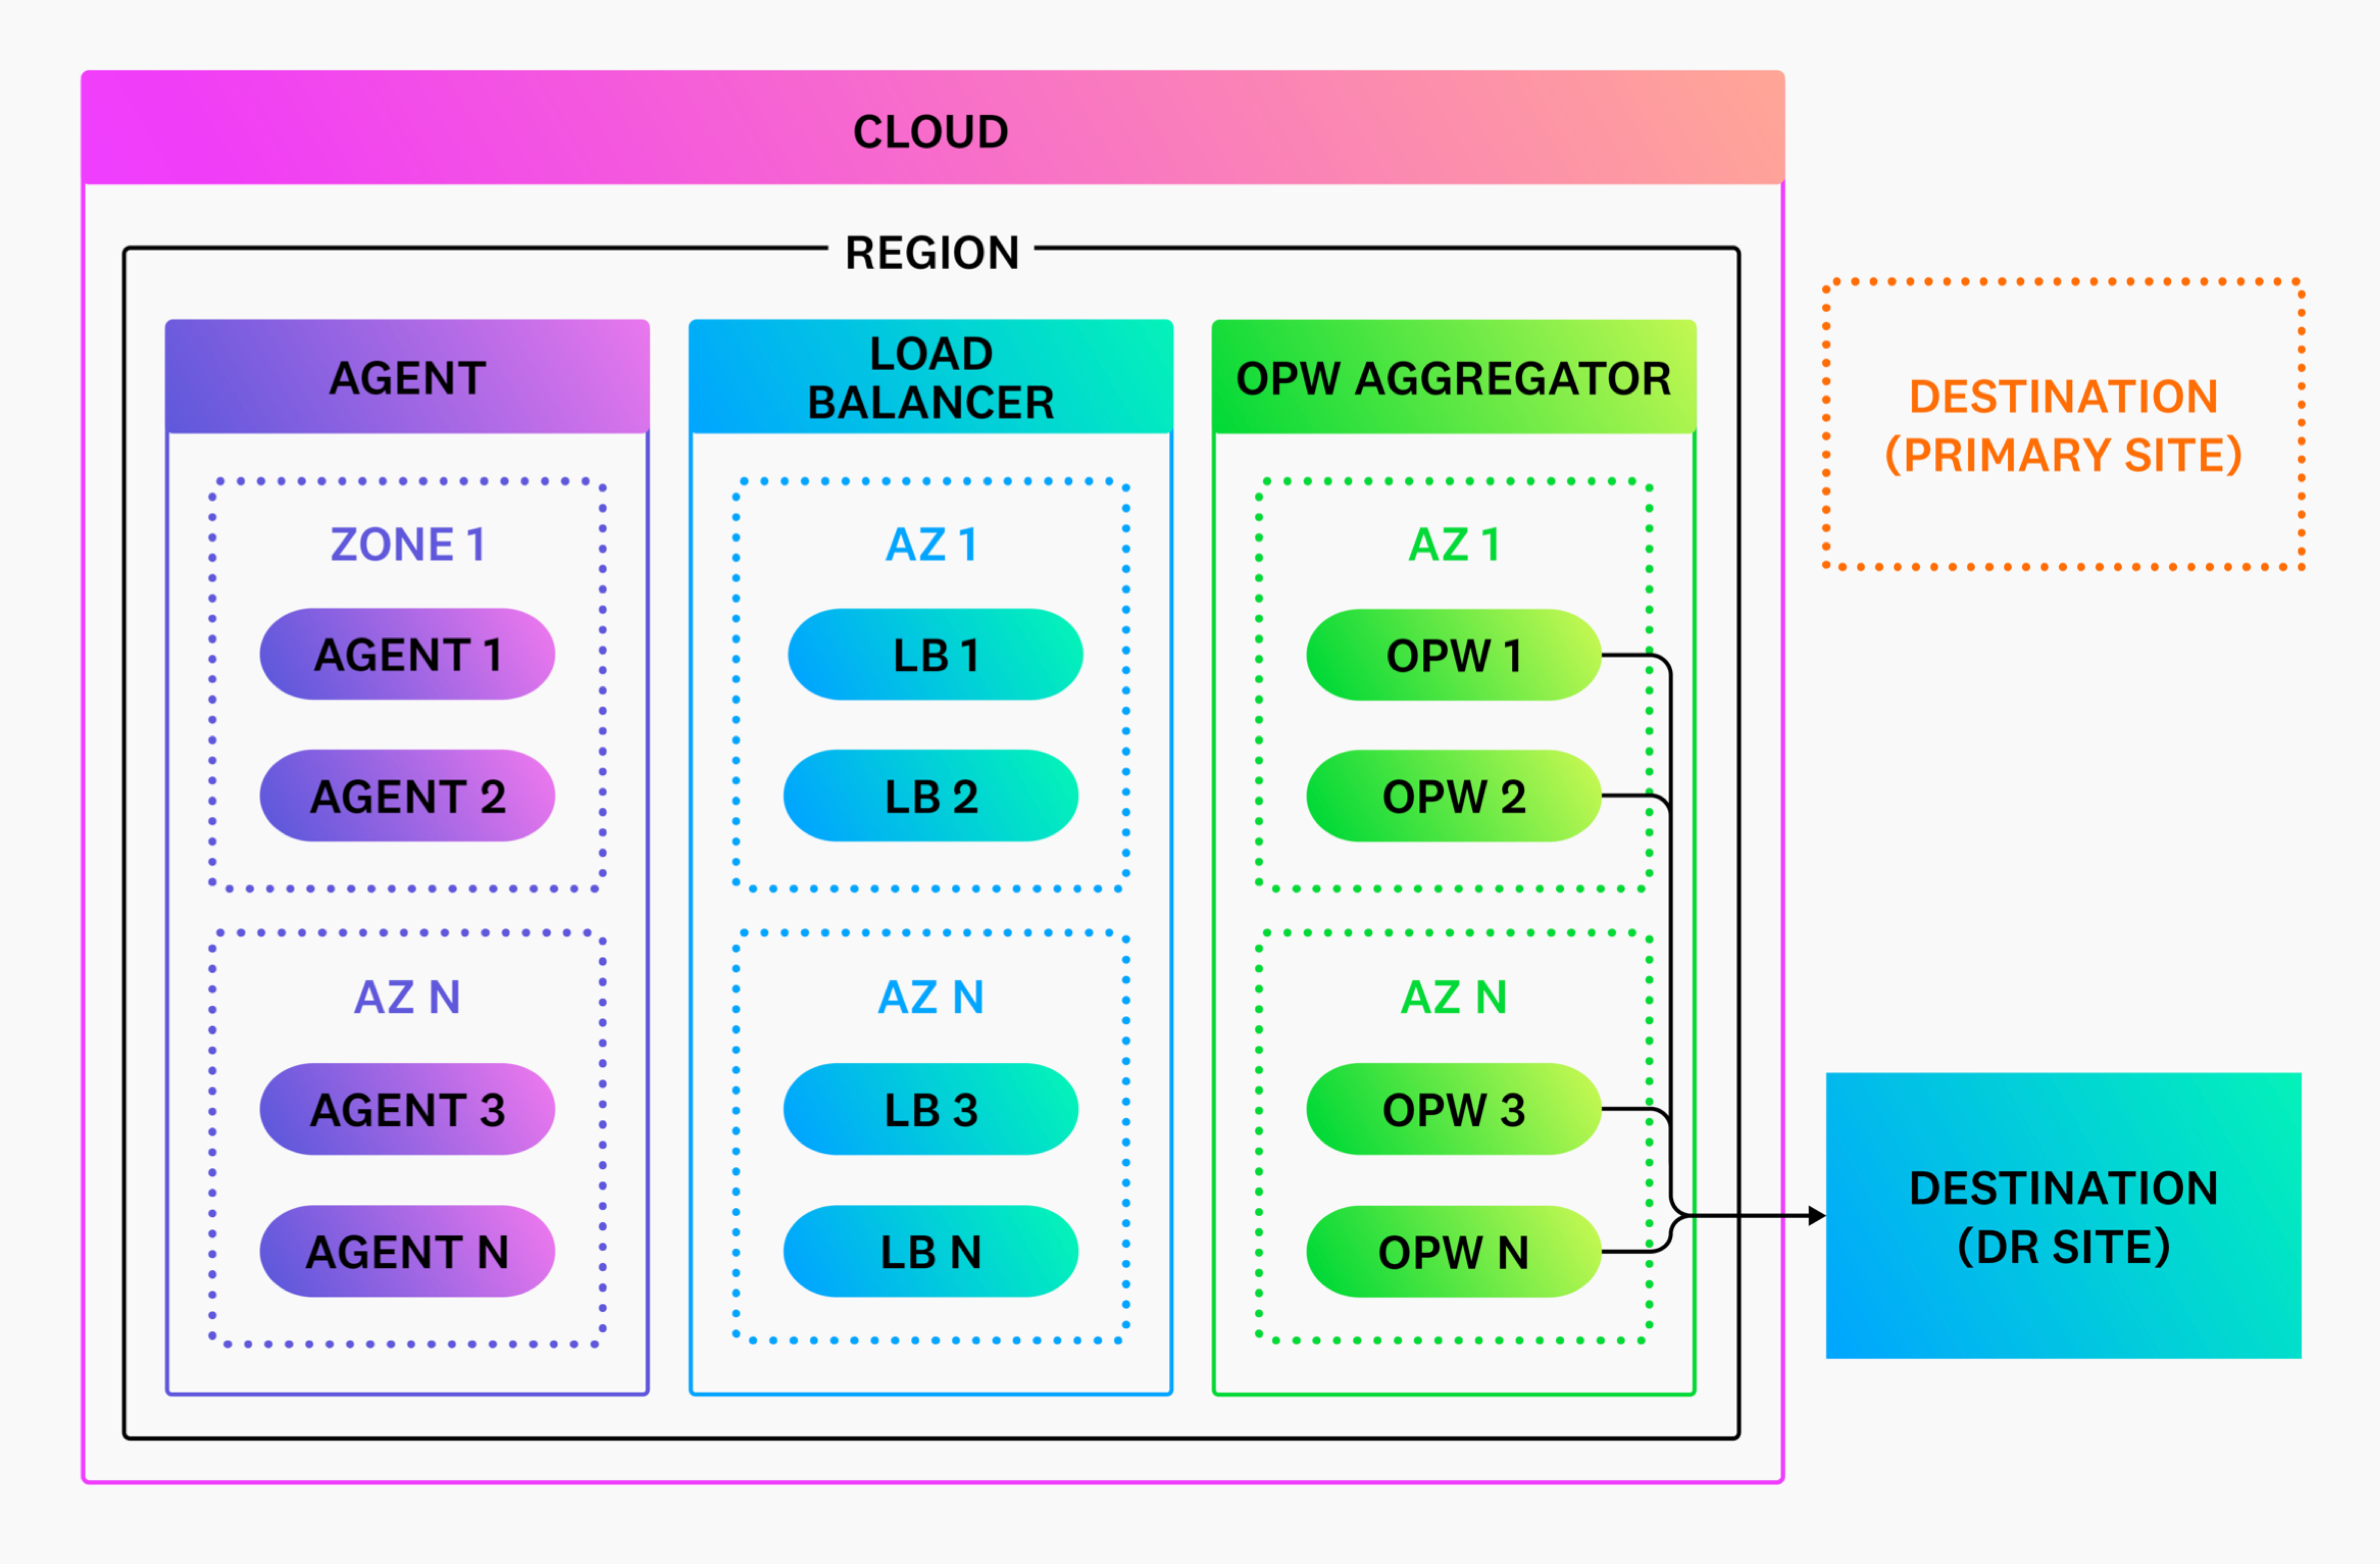 CLOUD
REGION
AGENT
ZONE 1
AGENT 1
AGENT 2
AZ N
AGENT 3
AGENT N
LOAD
BALANCER
AZ 1
LB 1
LB 2
AZ N
LB 3
LB N
OPW AGGREGATOR
AZ 1
OPW 1
OPW 2
AZ N
OPW 3
OPW N
DESTINATION
(PRIMARY SITE)
DESTINATION
(DR SITE)